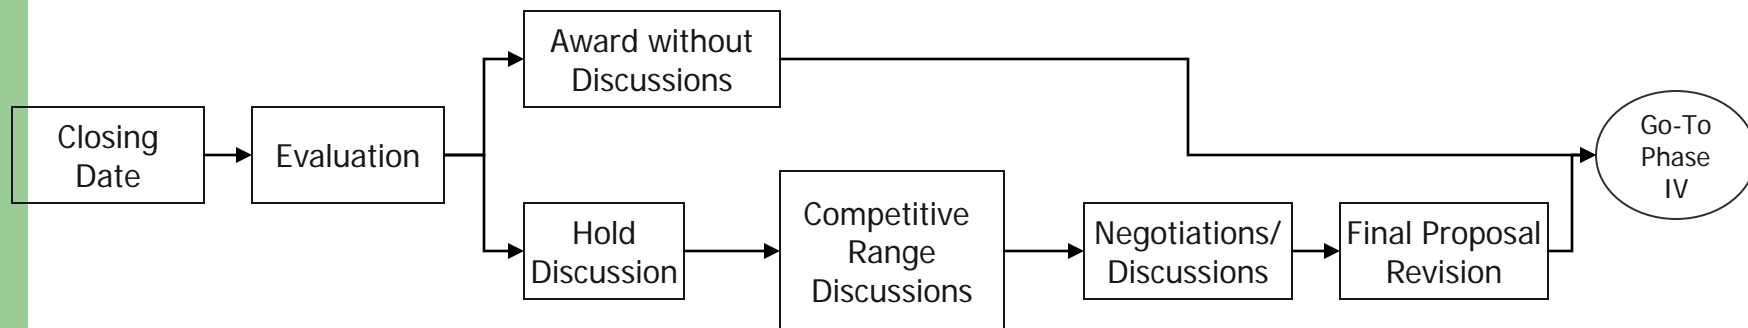 Award without
Discussions
Closing
Date
Evaluation
Go-To
Phase
IV
Hold
Discussion
Competitive
Range
Discussions
Negotiations/
Discussions
Final Proposal
Revision